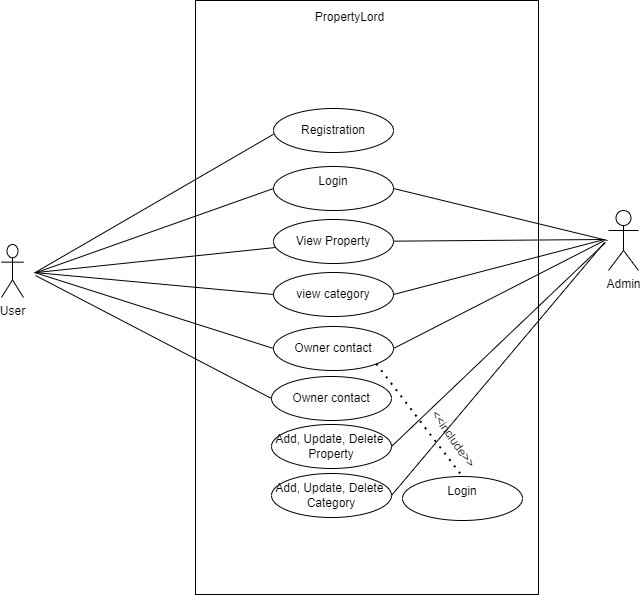 PropertyLord
Registration
Login
View Property
view category
Owner contact
Owner contact
Add, Update, Delete
Property
Add, Update, Delete
Category
<<include>>
Login
User
Admin